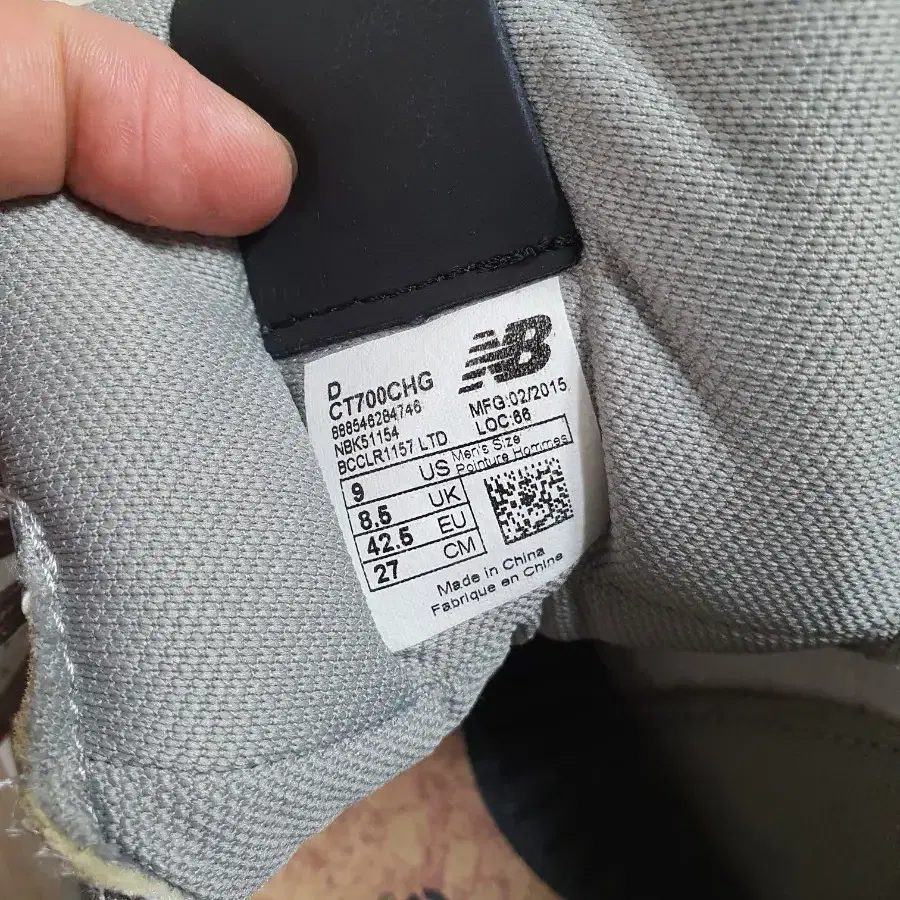 NB
D
CT700CHG
888546284746
MFG:02/2015
NBK51154
LOC:66
BCCLR1157 LTD
Men's Size
Pointure Hommes
9 US
8.5 UK
42.5 EU
27 CM
Made in China
Fabrique en Chine